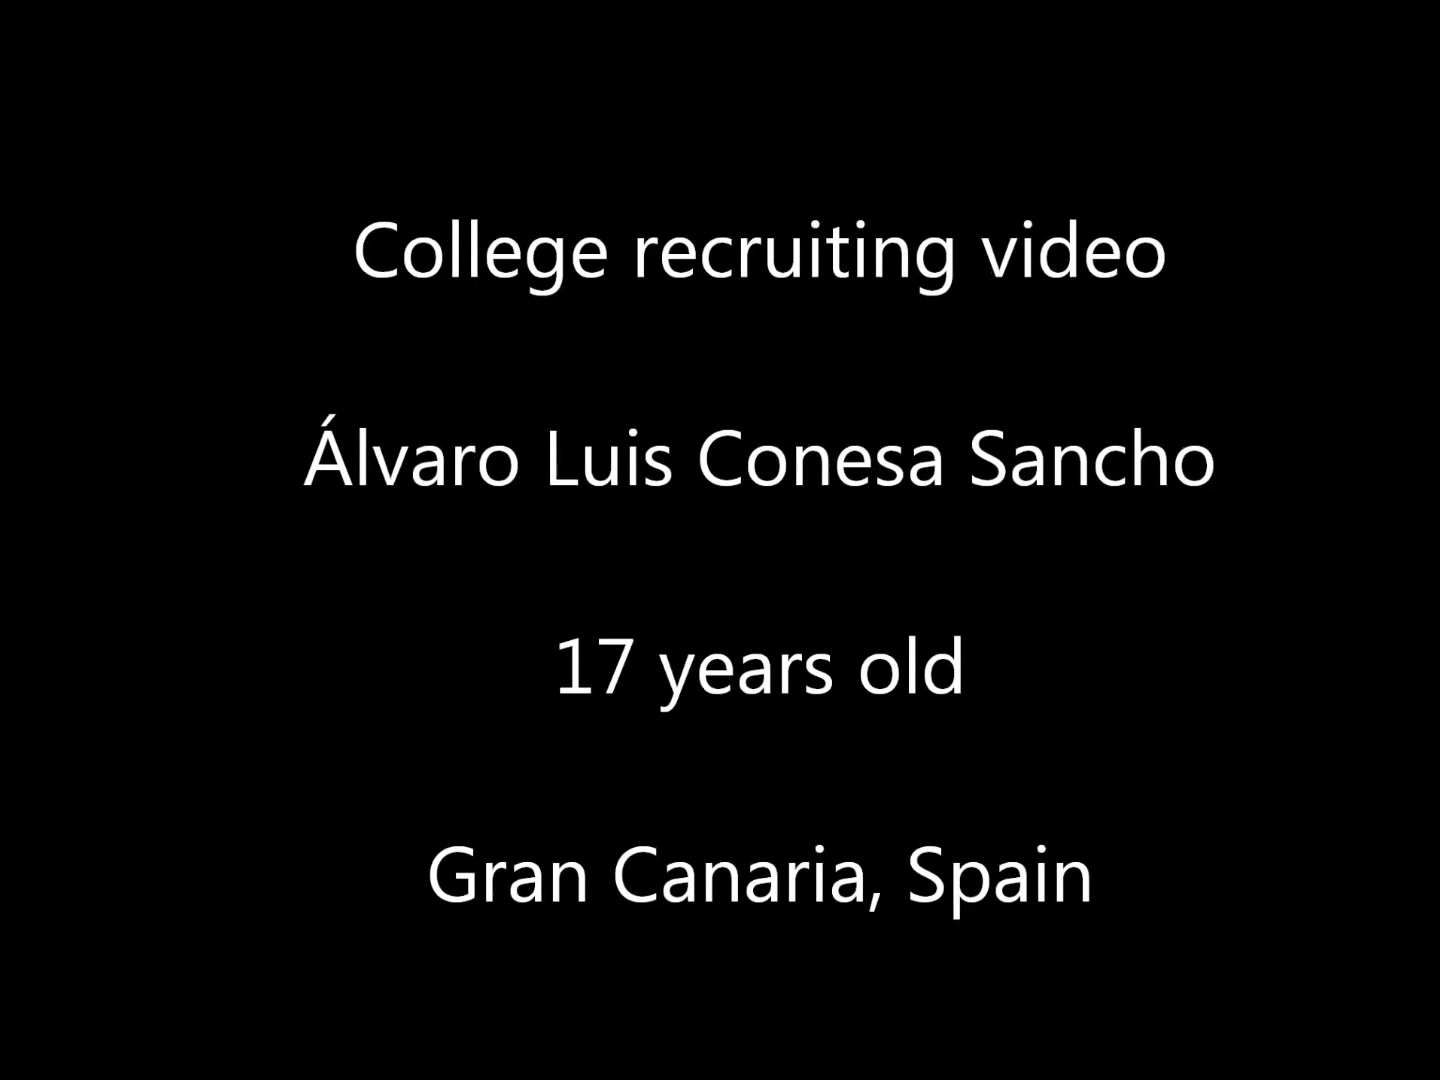 College recruiting video
Álvaro Luis Conesa Sancho
17 years old
Gran Canaria, Spain